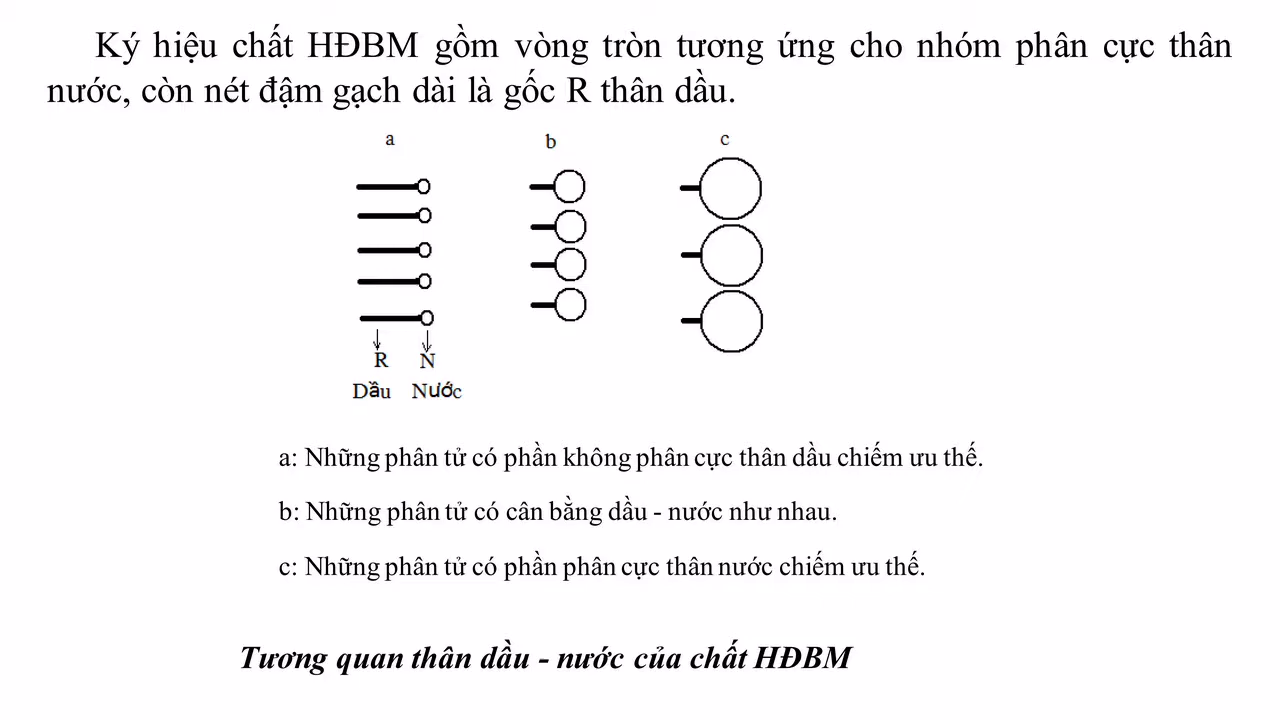 Ký hiệu chất HĐBM gồm vòng tròn tương ứng cho nhóm phân cực thân
nước, còn nét đậm gạch dài là gốc R thân dầu.
a b c
R N
Dầu Nước
a: Những phân tử có phần không phân cực thân dầu chiếm ưu thế.
b: Những phân tử có cân bằng dầu - nước như nhau.
c: Những phân tử có phần phân cực thân nước chiếm ưu thế.
Tương quan thân dầu - nước của chất HĐBM